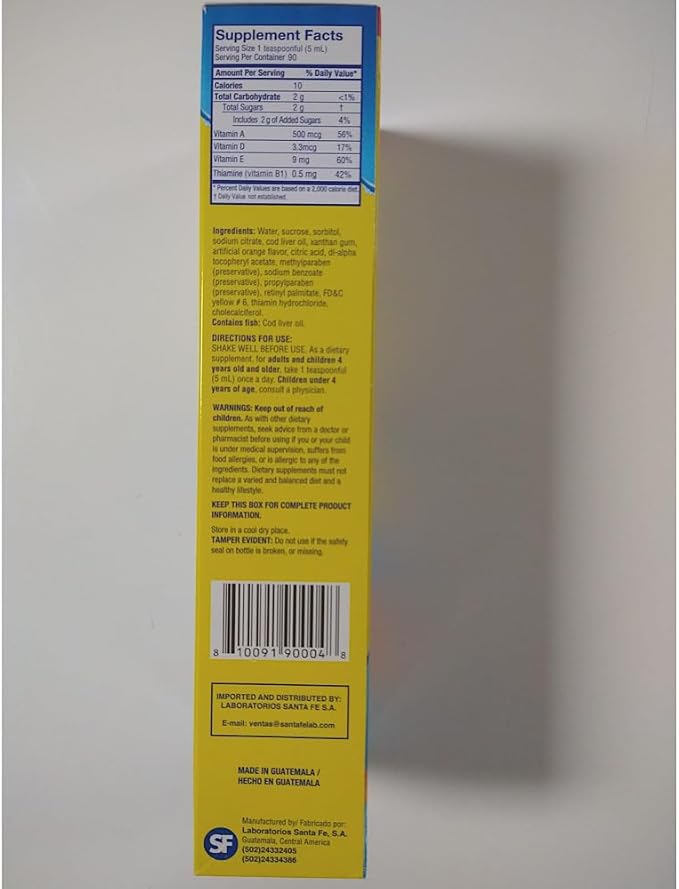 Supplement Facts
Serving Size 1 teaspoonful (5 mL)
Serving Per Container 90
Amount Per Serving % Daily Value*
Calories 10
Total Carbohydrate 2 g <1%
Total Sugars 2 g †
Includes 2 g of Added Sugars 4%
Vitamin A 500 mcg 56%
Vitamin D 3.3mcg 17%
Vitamin E 9 mg 60%
Thiamine (vitamin B1) 0.5 mg 42%
* Percent Daily Values are based on a 2,000 calorie diet.
† Daily Value not established.
Ingredients: Water, sucrose, sorbitol,
sodium citrate, cod liver oil, xanthan gum,
artificial orange flavor, citric acid, dl-alpha
tocopheryl acetate, methylparaben
(preservative), sodium benzoate
(preservative), propylparaben
(preservative), retinyl palmitate, FD&C
yellow # 6, thiamin hydrochloride,
cholecalciferol.
Contains fish: Cod liver oil.
DIRECTIONS FOR USE:
SHAKE WELL BEFORE USE. As a dietary
supplement, for adults and children 4
years old and older, take 1 teaspoonful
(5 mL) once a day. Children under 4
years of age, consult a physician.
WARNINGS: Keep out of reach of
children. As with other dietary
supplements, seek advice from a doctor or
pharmacist before using if you or your child
is under medical supervision, suffers from
food allergies, or is allergic to any of the
ingredients. Dietary supplements must not
replace a varied and balanced diet and a
healthy lifestyle.
KEEP THIS BOX FOR COMPLETE PRODUCT
INFORMATION.
Store in a cool dry place.
TAMPER EVIDENT: Do not use if the safety
seal on bottle is broken, or missing.
8 10091 90004 8
IMPORTED AND DISTRIBUTED BY:
LABORATORIOS SANTA FE S.A.
E-mail: ventas@santafelab.com
MADE IN GUATEMALA /
HECHO EN GUATEMALA
Manufactured by/ Fabricado por:
SF Laboratorios Santa Fe, S.A.
Guatemala, Central America
(502)24332405
(502)24334386